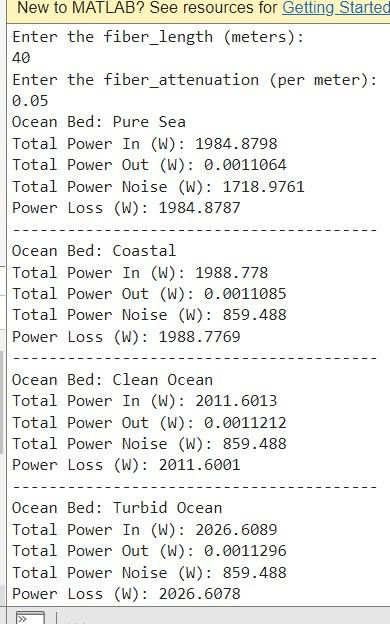 New to MATLAB? See resources for Getting Started
Enter the fiber_length (meters):
40
Enter the fiber_attenuation (per meter):
0.05
Ocean Bed: Pure Sea
Total Power In (W): 1984.8798
Total Power Out (W): 0.0011064
Total Power Noise (W): 1718.9761
Power Loss (W): 1984.8787
----------------------------------------
Ocean Bed: Coastal
Total Power In (W): 1988.778
Total Power Out (W): 0.0011085
Total Power Noise (W): 859.488
Power Loss (W): 1988.7769
----------------------------------------
Ocean Bed: Clean Ocean
Total Power In (W): 2011.6013
Total Power Out (W): 0.0011212
Total Power Noise (W): 859.488
Power Loss (W): 2011.6001
----------------------------------------
Ocean Bed: Turbid Ocean
Total Power In (W): 2026.6089
Total Power Out (W): 0.0011296
Total Power Noise (W): 859.488
Power Loss (W): 2026.6078